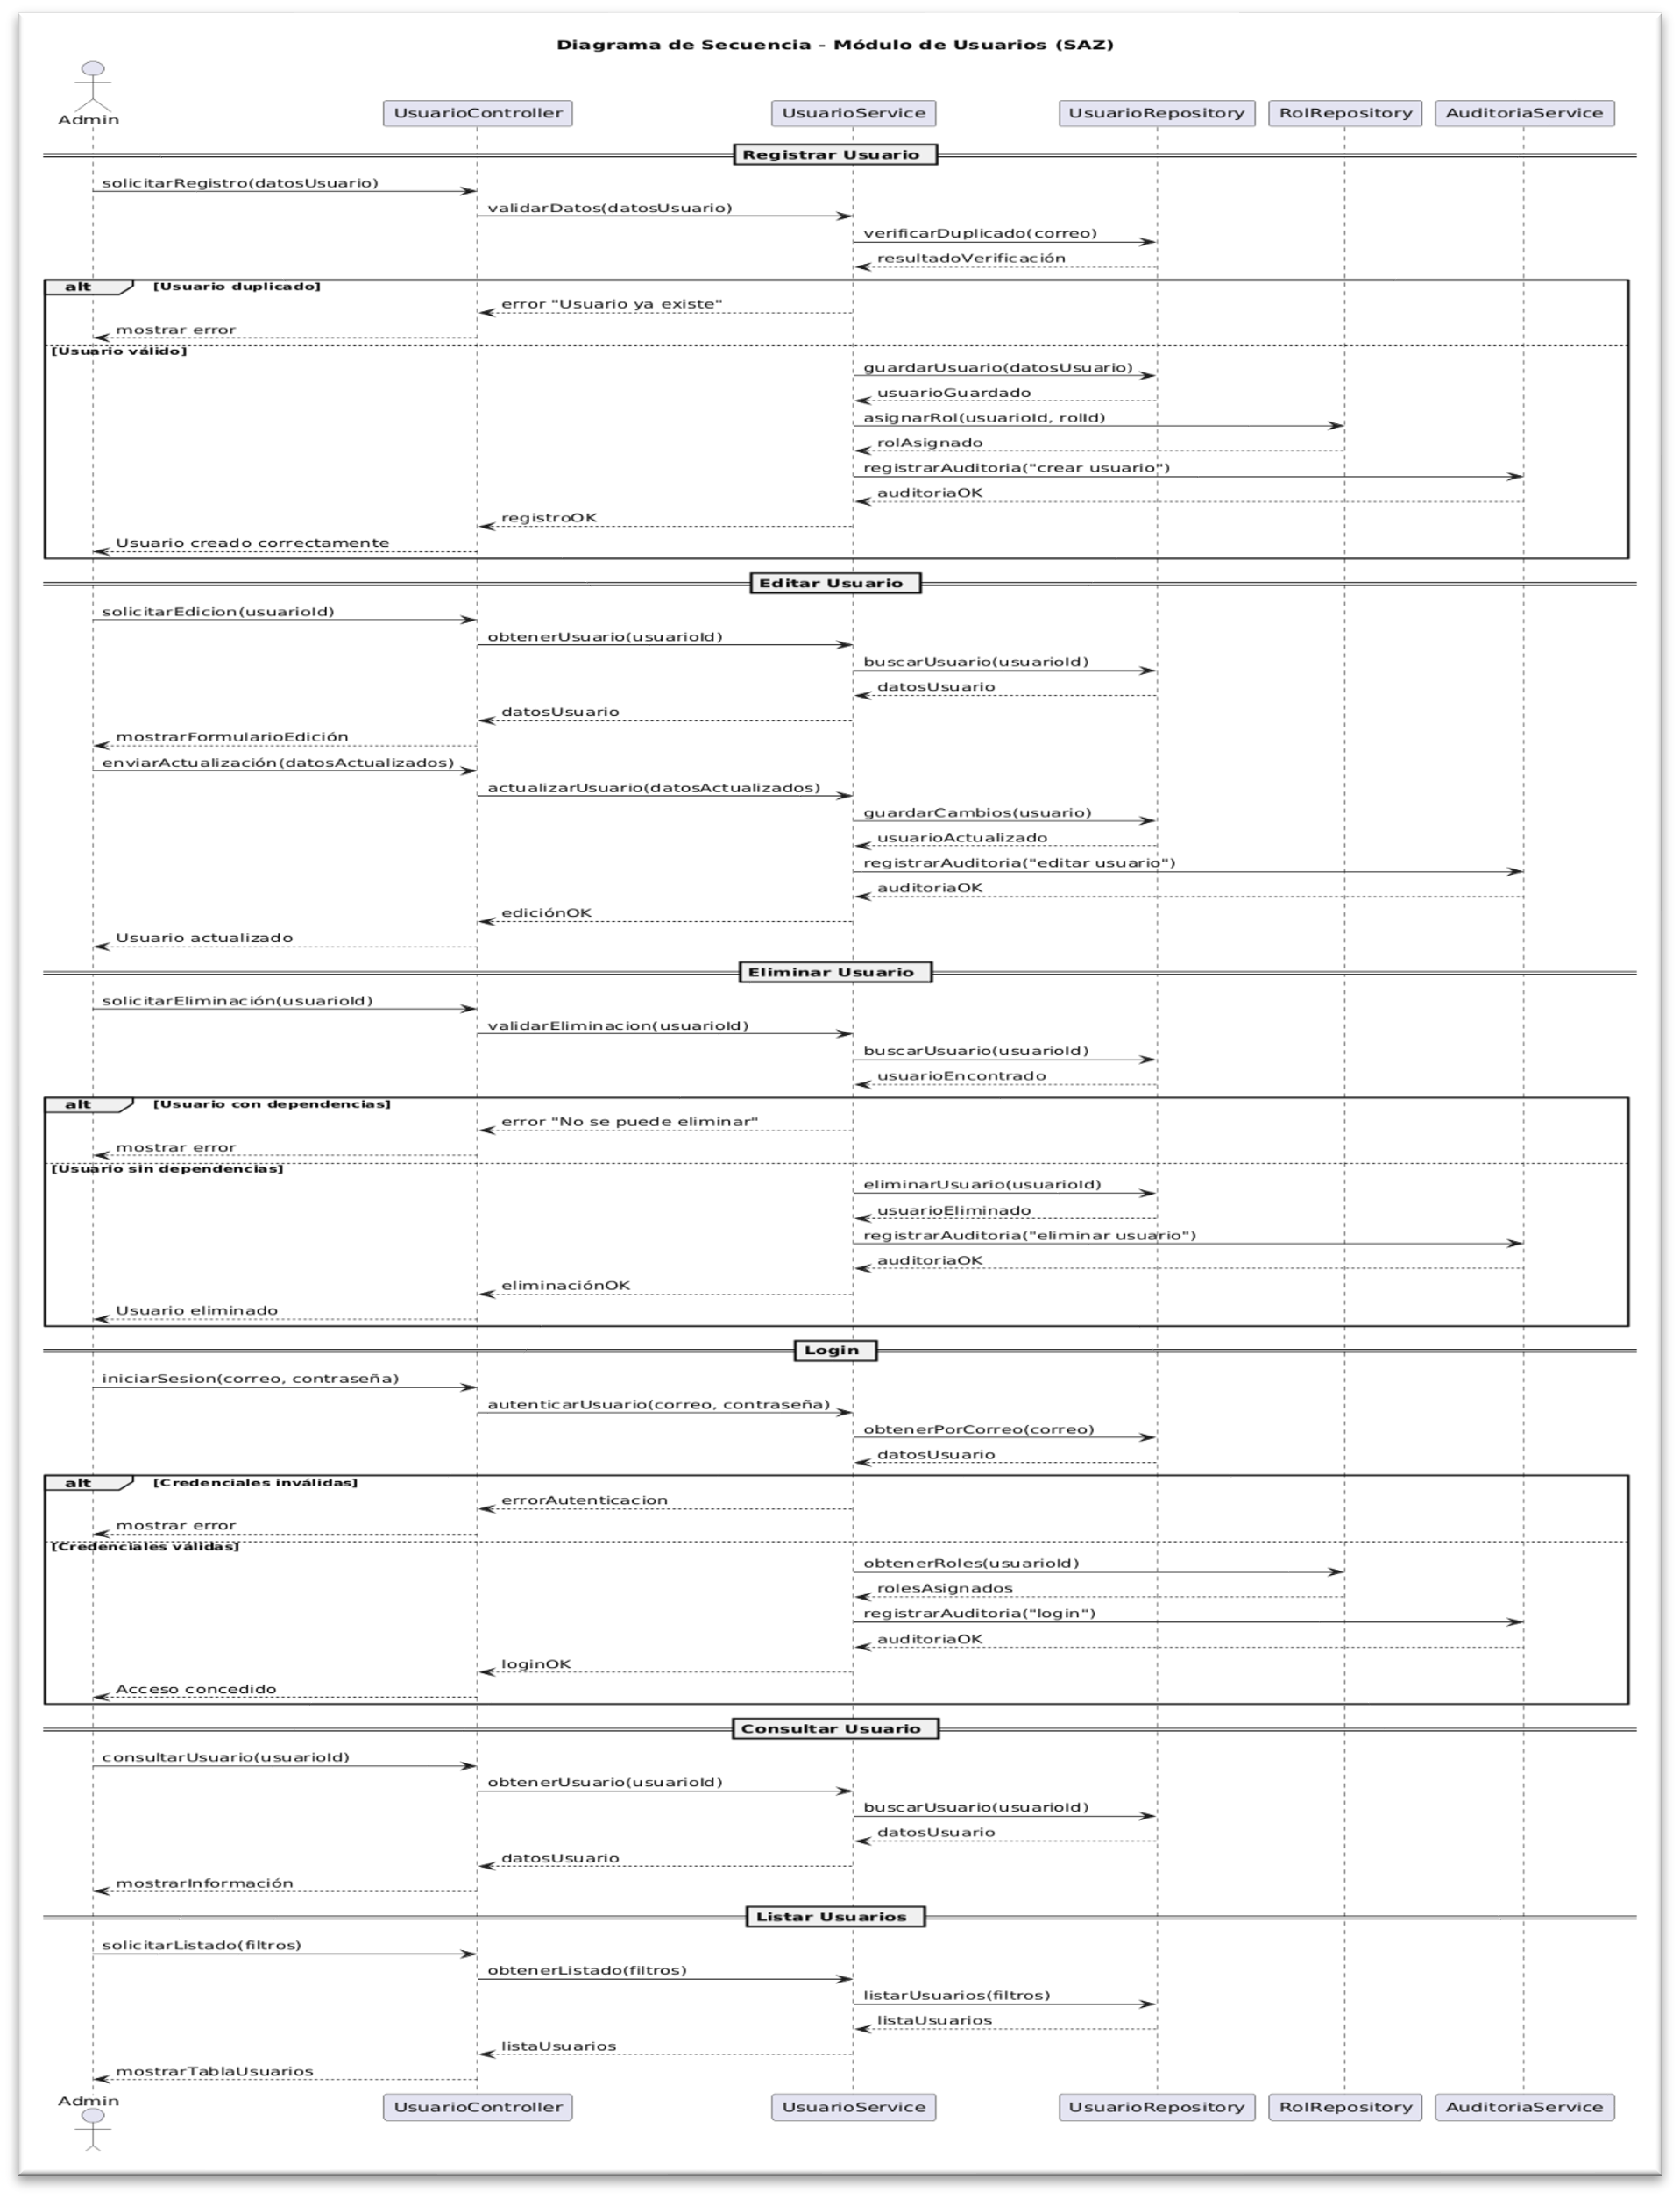 Diagrama de Secuencia - Módulo de Usuarios (SAZ)
Admin
UsuarioController
UsuarioService
UsuarioRepository
RolRepository
AuditoriaService
Registrar Usuario
solicitarRegistro(datosUsuario)
validarDatos(datosUsuario)
verificarDuplicado(correo)
resultadoVerificación
alt [Usuario duplicado]
error "Usuario ya existe"
mostrar error
[Usuario válido]
guardarUsuario(datosUsuario)
usuarioGuardado
asignarRol(usuarioId, rolId)
rolAsignado
registrarAuditoria("crear usuario")
auditoriaOK
registroOK
Usuario creado correctamente
Editar Usuario
solicitarEdicion(usuarioId)
obtenerUsuario(usuarioId)
buscarUsuario(usuarioId)
datosUsuario
datosUsuario
mostrarFormularioEdición
enviarActualización(datosActualizados)
actualizarUsuario(datosActualizados)
guardarCambios(usuario)
usuarioActualizado
registrarAuditoria("editar usuario")
auditoriaOK
ediciónOK
Usuario actualizado
Eliminar Usuario
solicitarEliminación(usuarioId)
validarEliminacion(usuarioId)
buscarUsuario(usuarioId)
usuarioEncontrado
alt [Usuario con dependencias]
error "No se puede eliminar"
mostrar error
[Usuario sin dependencias]
eliminarUsuario(usuarioId)
usuarioEliminado
registrarAuditoria("eliminar usuario")
auditoriaOK
eliminaciónOK
Usuario eliminado
Login
iniciarSesion(correo, contraseña)
autenticarUsuario(correo, contraseña)
obtenerPorCorreo(correo)
datosUsuario
alt [Credenciales inválidas]
errorAutenticacion
mostrar error
[Credenciales válidas]
obtenerRoles(usuarioId)
rolesAsignados
registrarAuditoria("login")
auditoriaOK
loginOK
Acceso concedido
Consultar Usuario
consultarUsuario(usuarioId)
obtenerUsuario(usuarioId)
buscarUsuario(usuarioId)
datosUsuario
datosUsuario
mostrarInformación
Listar Usuarios
solicitarListado(filtros)
obtenerListado(filtros)
listarUsuarios(filtros)
listaUsuarios
listaUsuarios
mostrarTablaUsuarios
Admin
UsuarioController
UsuarioService
UsuarioRepository
RolRepository
AuditoriaService